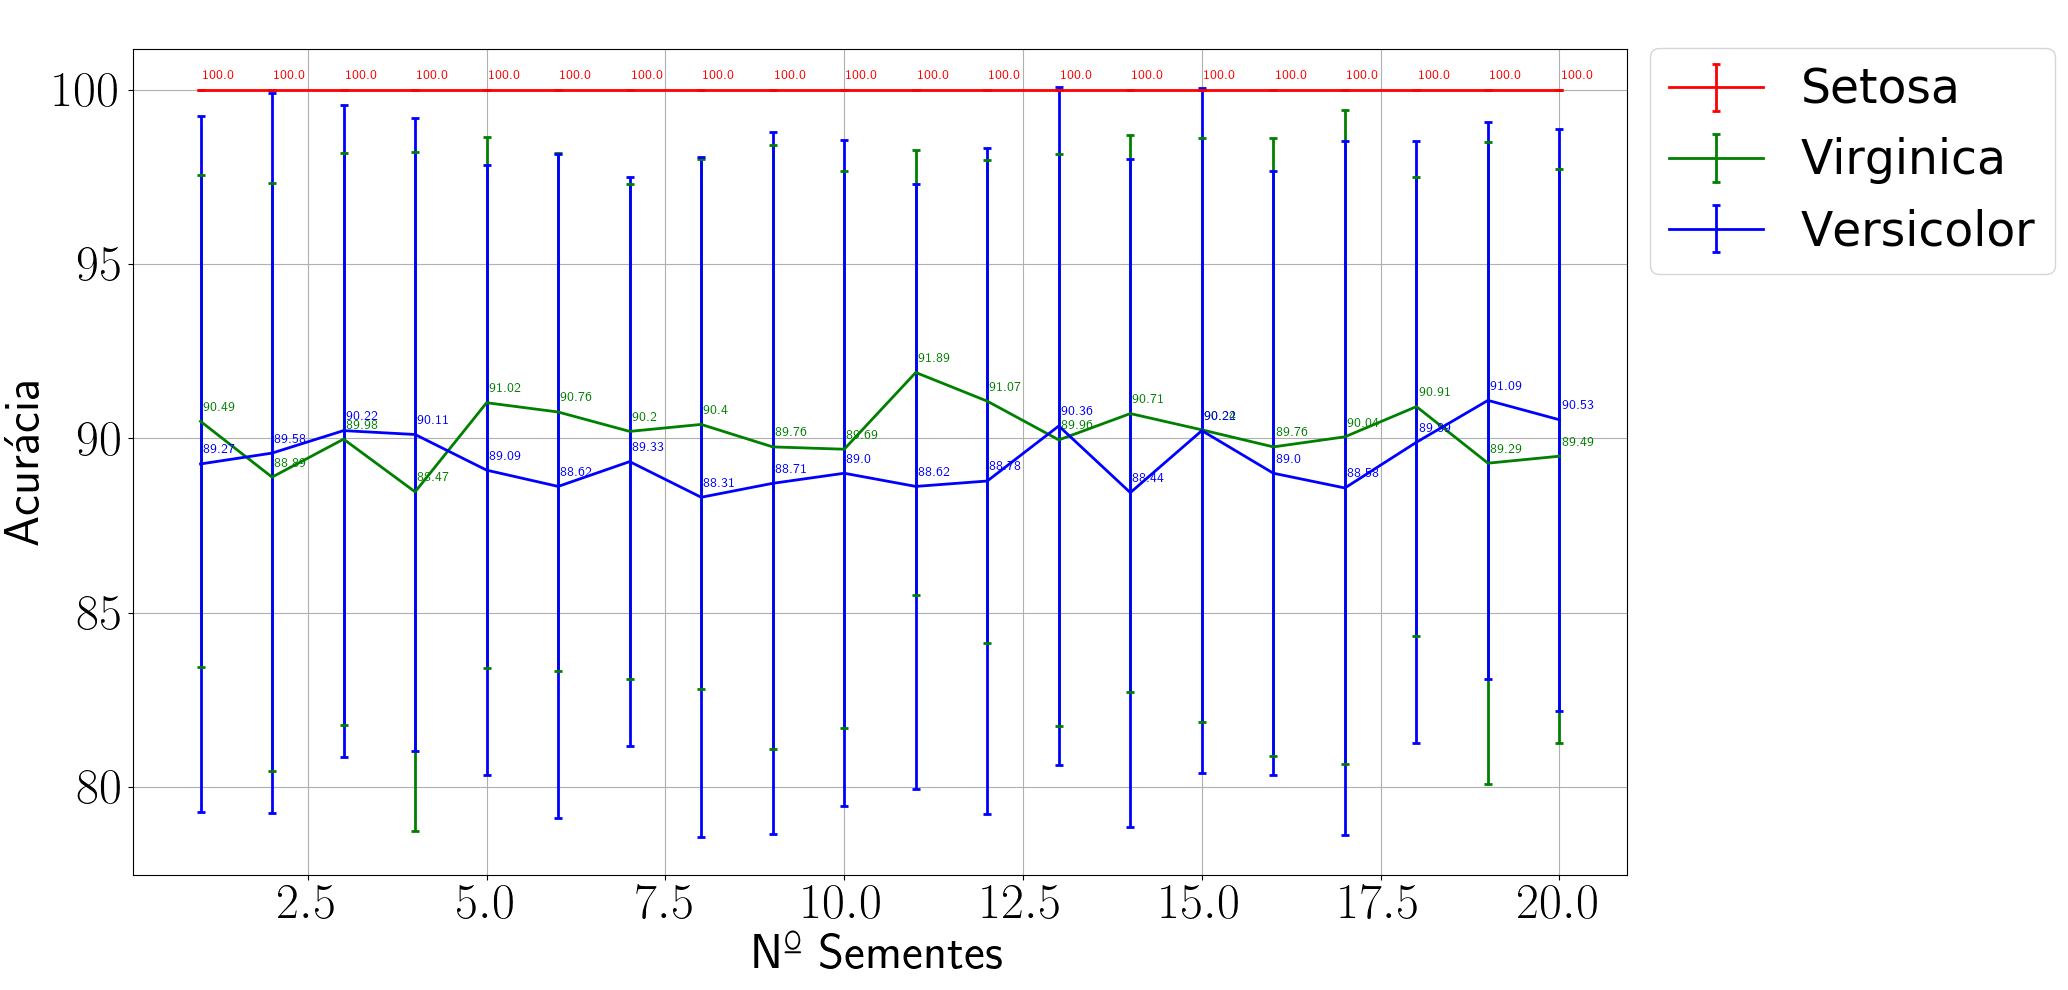 100.0 100.0 100.0 100.0 100.0 100.0 100.0 100.0 100.0 100.0 100.0 100.0 100.0 100.0 100.0 100.0 100.0 100.0 100.0 100.0
Setosa
Virginica
Versicolor
100
95
90
85
80
Acurácia
90.49 88.89 89.98 88.47 91.02 90.76 90.2 90.4 89.76 89.69 91.89 91.07 89.96 90.71 89.76 90.04 90.91 89.29 89.49
89.27 89.58 90.22 90.11 89.09 88.62 89.33 88.31 88.71 89.0 88.62 88.78 90.36 88.44 89.0 88.58 89.89 91.09 90.53
2.5 5.0 7.5 10.0 12.5 15.0 17.5 20.0
Nº Sementes